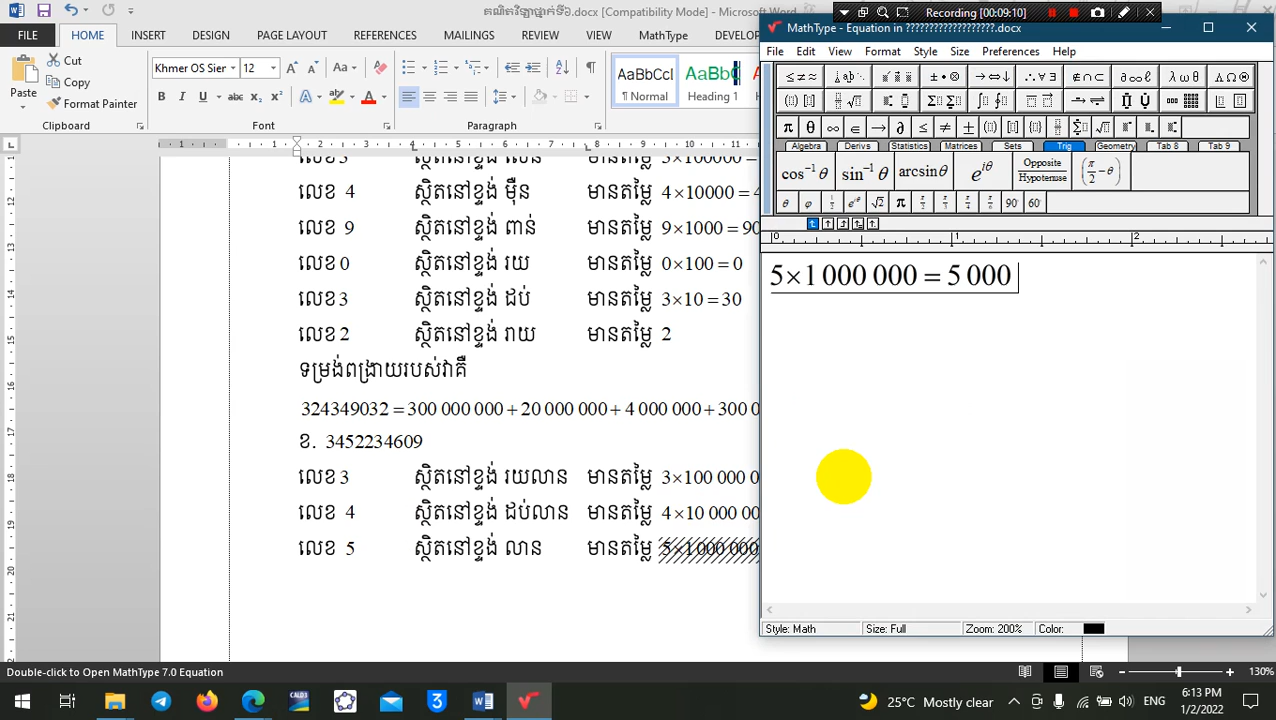 គណិតវិទ្យាថ្នាក់ទី៦.docx [Compatibility Mode] - Microsoft Word
Recording [00:09:10]
MathType - Equation in ???????????????????.docx
FILE HOME INSERT DESIGN PAGE LAYOUT REFERENCES MAILINGS REVIEW VIEW MathType DEVELOP
File Edit View Format Style Size Preferences Help
Paste Cut Copy Format Painter
Khmer OS Sier 12
AaBbCcI AaBbC
¶ Normal Heading 1
Clipboard Font Paragraph
Algebra Derivs Statistics Matrices Sets Trig Geometry Tab 8 Tab 9
cos⁻¹ θ sin⁻¹ θ arcsin θ e^{iθ} Opposite Hypotenuse (π/2 − θ)
5×1 000 000 = 5 000
3×100000 =
លេខ 4 ស្ថិតនៅខ្ទង់ ម៉ឺន មានតម្លៃ 4×10000 = 4
លេខ 9 ស្ថិតនៅខ្ទង់ ពាន់ មានតម្លៃ 9×1000 = 90
លេខ 0 ស្ថិតនៅខ្ទង់ រយ មានតម្លៃ 0×100 = 0
លេខ 3 ស្ថិតនៅខ្ទង់ ដប់ មានតម្លៃ 3×10 = 30
លេខ 2 ស្ថិតនៅខ្ទង់ រាយ មានតម្លៃ 2
ទម្រង់ពង្រាយរបស់វាគឺ
324349032 = 300 000 000 + 20 000 000 + 4 000 000 + 300 0
ខ. 3452234609
លេខ 3 ស្ថិតនៅខ្ទង់ រយលាន មានតម្លៃ 3×100 000 0
លេខ 4 ស្ថិតនៅខ្ទង់ ដប់លាន មានតម្លៃ 4×10 000 00
លេខ 5 ស្ថិតនៅខ្ទង់ លាន មានតម្លៃ 5×1 000 000
Style: Math Size: Full Zoom: 200% Color:
Double-click to Open MathType 7.0 Equation 130%
25°C Mostly clear ENG 6:13 PM
1/2/2022